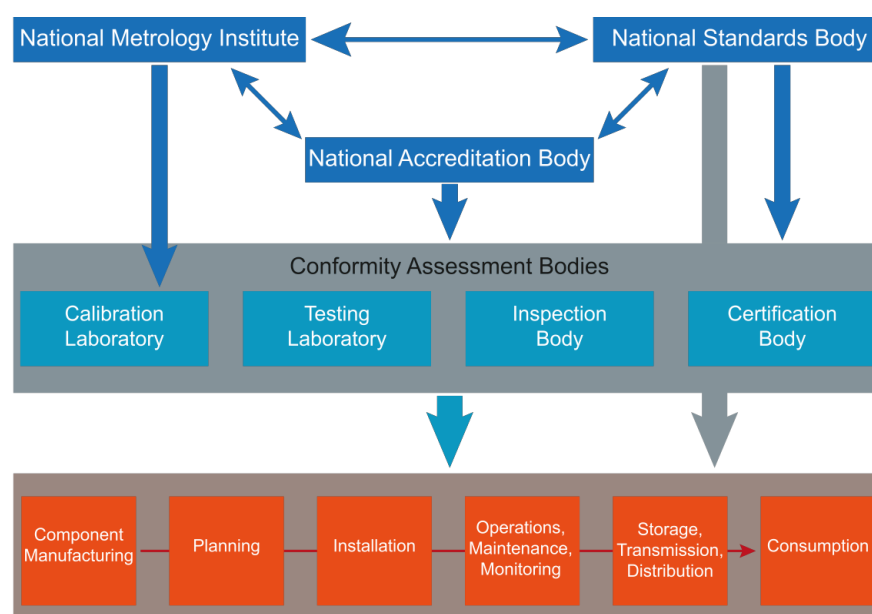 National Metrology Institute
National Standards Body
National Accreditation Body
Conformity Assessment Bodies
Calibration
Laboratory
Testing
Laboratory
Inspection
Body
Certification
Body
Component
Manufacturing
Planning
Installation
Operations,
Maintenance,
Monitoring
Storage,
Transmission,
Distribution
Consumption